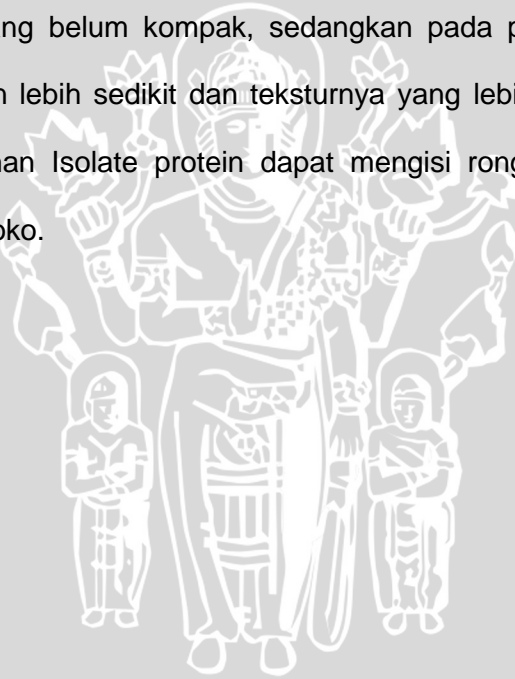 ng belum kompak, sedangkan pada p
lebih sedikit dan teksturnya yang lebi
an Isolate protein dapat mengisi rong
oko.